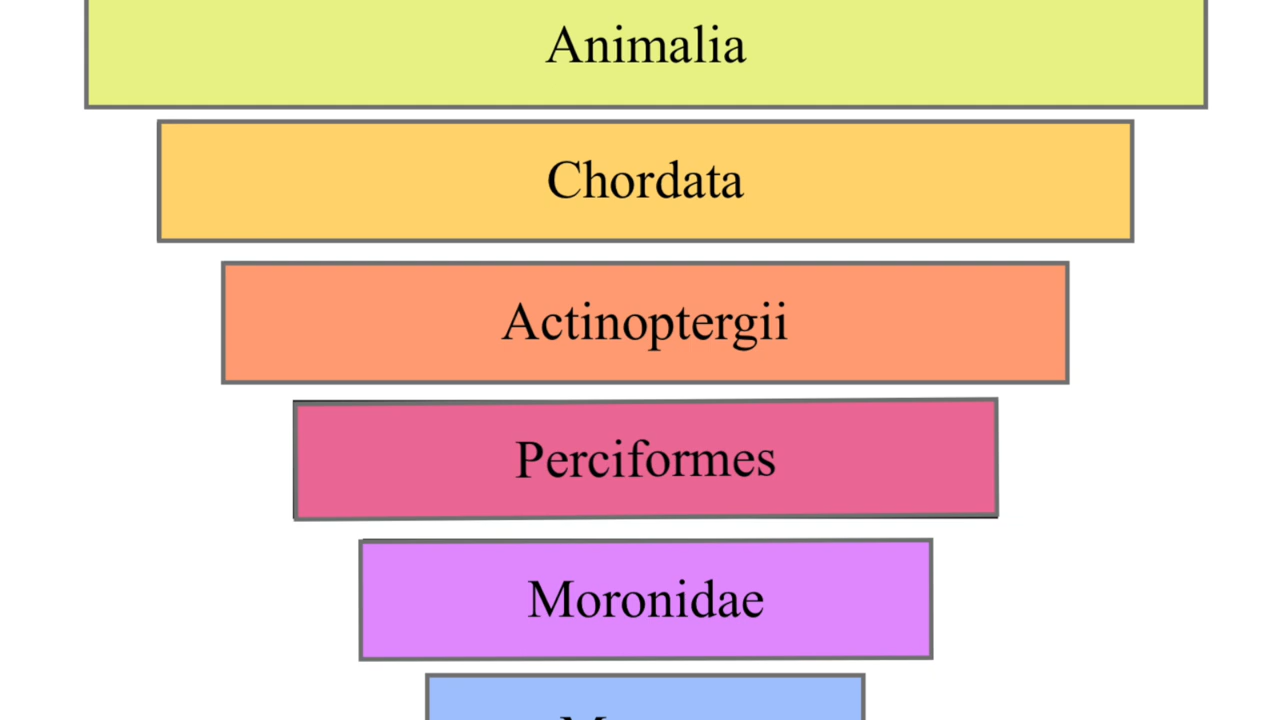 Animalia
Chordata
Actinoptergii
Perciformes
Moronidae